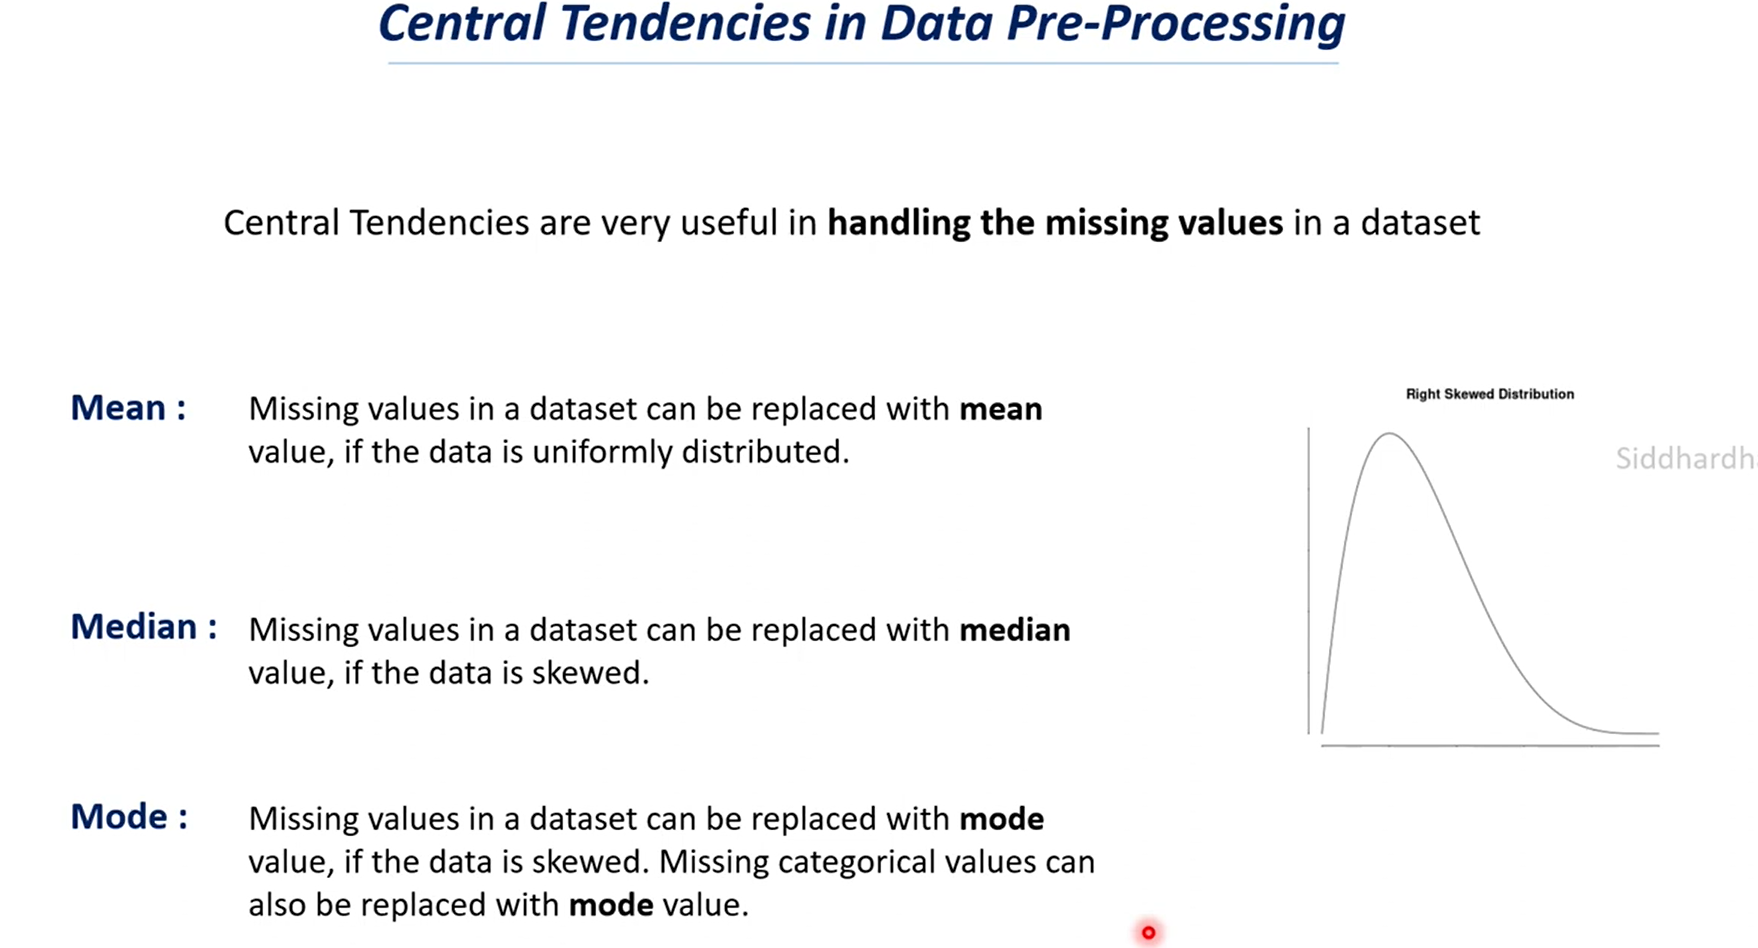 Central Tendencies in Data Pre-Processing
Central Tendencies are very useful in handling the missing values in a dataset
Mean :
Missing values in a dataset can be replaced with mean
value, if the data is uniformly distributed.
Right Skewed Distribution
Siddhardh
Median :
Missing values in a dataset can be replaced with median
value, if the data is skewed.
Mode :
Missing values in a dataset can be replaced with mode
value, if the data is skewed. Missing categorical values can
also be replaced with mode value.